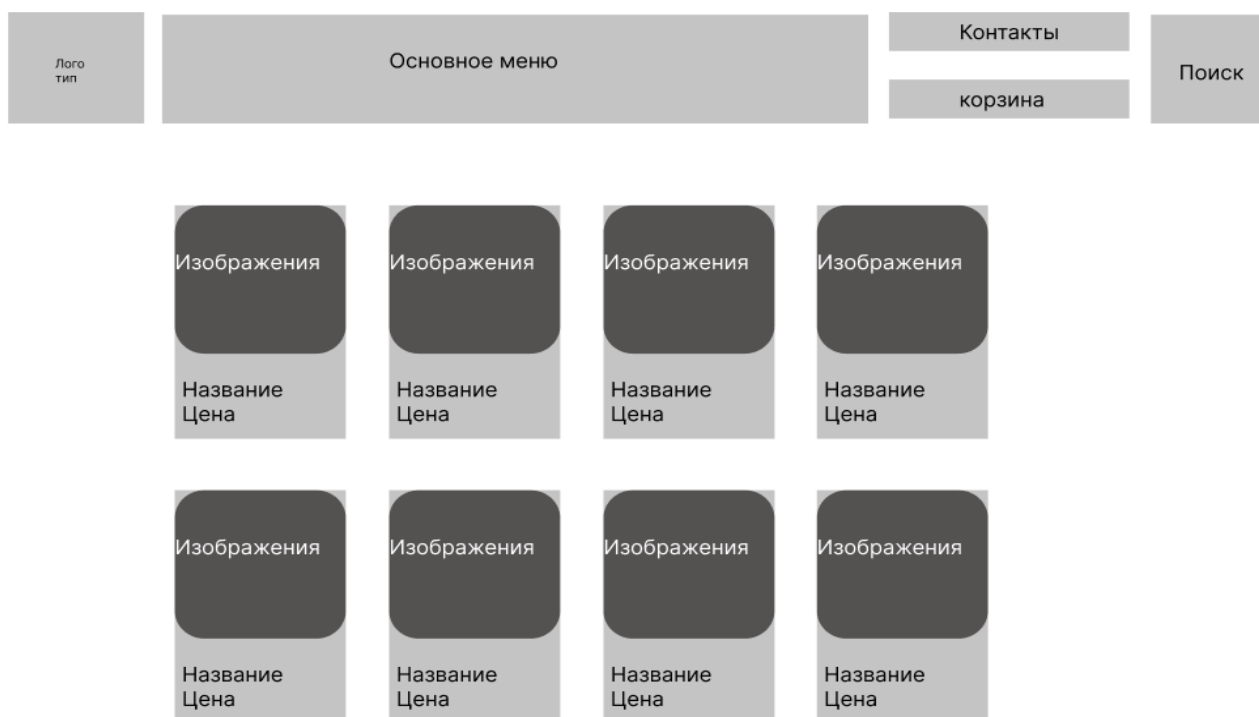 Лого
тип
Основное меню
Контакты
корзина
Поиск
Изображения
Изображения
Изображения
Изображения
Название
Цена
Название
Цена
Название
Цена
Название
Цена
Изображения
Изображения
Изображения
Изображения
Название
Цена
Название
Цена
Название
Цена
Название
Цена